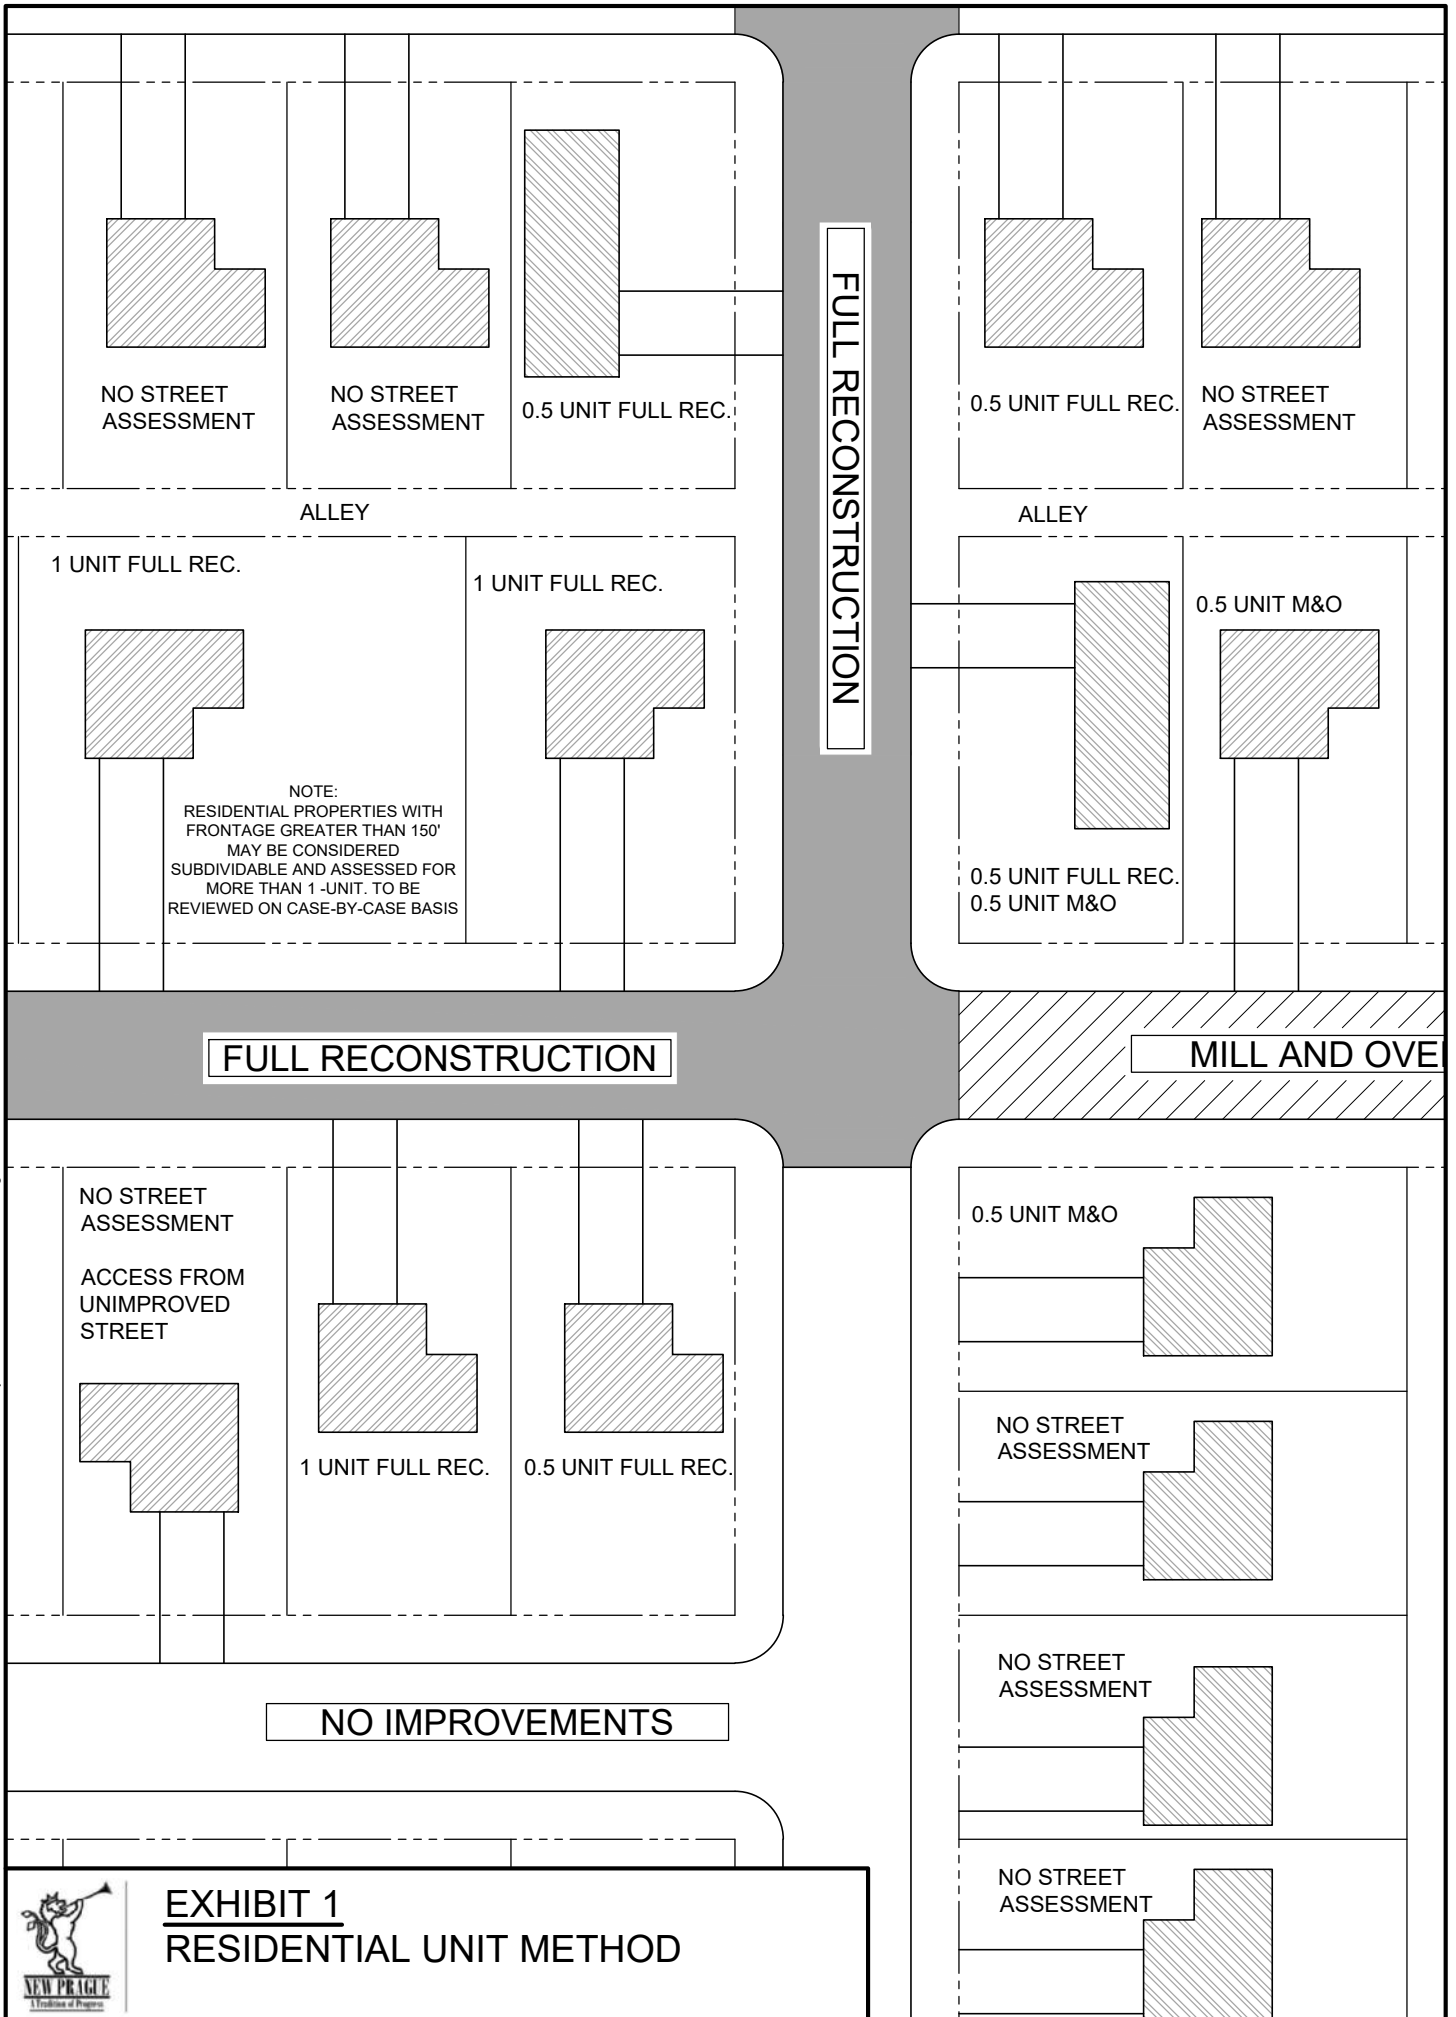 NO STREET
ASSESSMENT
NO STREET
ASSESSMENT
0.5 UNIT FULL REC.
FULL RECONSTRUCTION
0.5 UNIT FULL REC.
NO STREET
ASSESSMENT
ALLEY
ALLEY
1 UNIT FULL REC.
1 UNIT FULL REC.
0.5 UNIT M&O
NOTE:
RESIDENTIAL PROPERTIES WITH
FRONTAGE GREATER THAN 150'
MAY BE CONSIDERED
SUBDIVIDABLE AND ASSESSED FOR
MORE THAN 1 -UNIT. TO BE
REVIEWED ON CASE-BY-CASE BASIS
0.5 UNIT FULL REC.
0.5 UNIT M&O
FULL RECONSTRUCTION
MILL AND OVE
NO STREET
ASSESSMENT
ACCESS FROM
UNIMPROVED
STREET
0.5 UNIT M&O
1 UNIT FULL REC.
0.5 UNIT FULL REC.
NO STREET
ASSESSMENT
NO STREET
ASSESSMENT
NO IMPROVEMENTS
NO STREET
ASSESSMENT
EXHIBIT 1
RESIDENTIAL UNIT METHOD
NEW PRAGUE
A Tradition of Progress